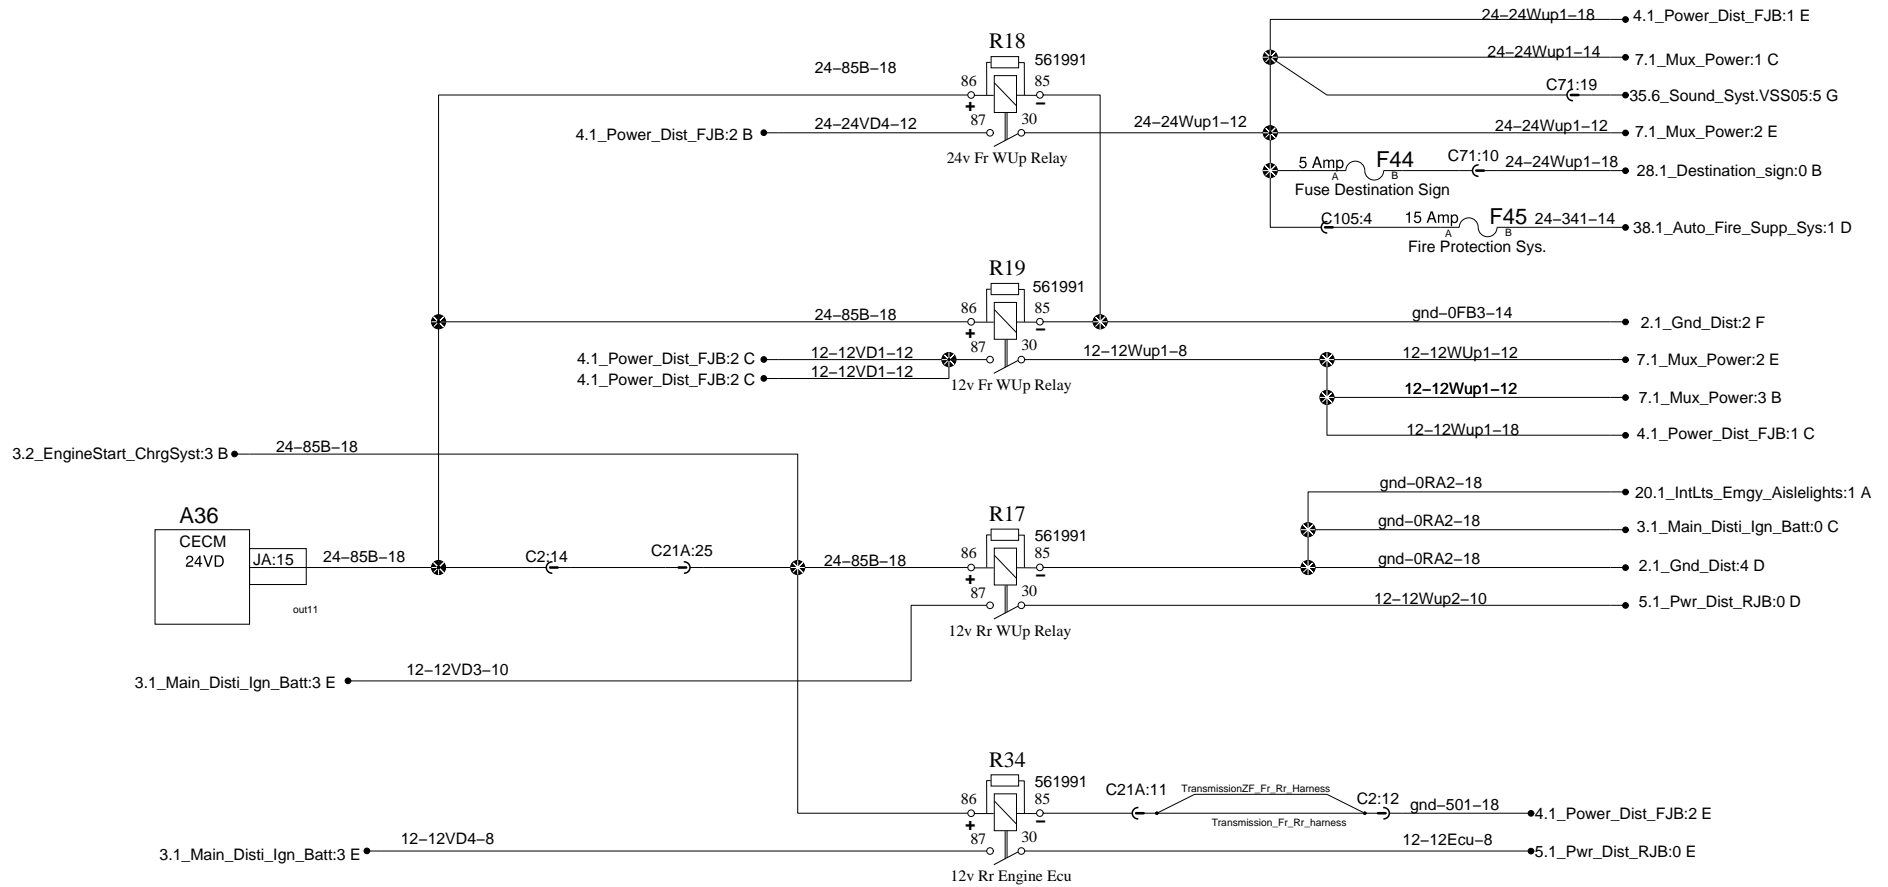 24–24Wup1–18
4.1_Power_Dist_FJB:1 E
R18
561991
24–85B–18
24–24Wup1–14
7.1_Mux_Power:1 C
86
85
C71:19
35.6_Sound_Syst.VSS05:5 G
+
–
87
30
4.1_Power_Dist_FJB:2 B
24–24VD4–12
24–24Wup1–12
24–24Wup1–12
7.1_Mux_Power:2 E
24v Fr WUp Relay
5 Amp
F44
C71:10
24–24Wup1–18
28.1_Destination_sign:0 B
A
B
Fuse Destination Sign
C105:4
15 Amp
F45
24–341–14
38.1_Auto_Fire_Supp_Sys:1 D
A
B
Fire Protection Sys.
R19
561991
86
85
24–85B–18
gnd–0FB3–14
2.1_Gnd_Dist:2 F
+
–
87
30
4.1_Power_Dist_FJB:2 C
12–12VD1–12
12–12Wup1–8
12–12WUp1–12
7.1_Mux_Power:2 E
4.1_Power_Dist_FJB:2 C
12–12VD1–12
12v Fr WUp Relay
12–12Wup1–12
7.1_Mux_Power:3 B
12–12Wup1–18
4.1_Power_Dist_FJB:1 C
3.2_EngineStart_ChrgSyst:3 B
24–85B–18
gnd–0RA2–18
20.1_IntLts_Emgy_Aislelights:1 A
A36
R17
561991
gnd–0RA2–18
3.1_Main_Disti_Ign_Batt:0 C
CECM
24VD
JA:15
24–85B–18
C2:14
C21A:25
24–85B–18
86
85
gnd–0RA2–18
2.1_Gnd_Dist:4 D
+
–
87
30
out11
12–12Wup2–10
5.1_Pwr_Dist_RJB:0 D
12v Rr WUp Relay
3.1_Main_Disti_Ign_Batt:3 E
12–12VD3–10
R34
561991
86
85
C21A:11
TransmissionZF_Fr_Rr_Harness
C2:12
gnd–501–18
4.1_Power_Dist_FJB:2 E
+
–
Transmission_Fr_Rr_harness
87
30
3.1_Main_Disti_Ign_Batt:3 E
12–12VD4–8
12–12Ecu–8
5.1_Pwr_Dist_RJB:0 E
12v Rr Engine Ecu